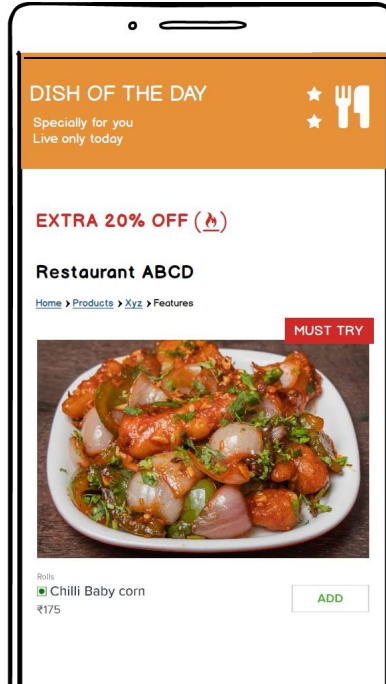 DISH OF THE DAY
Specially for you
Live only today
EXTRA 20% OFF ()
Restaurant ABCD
Home > Products > Xyz > Features
MUST TRY
Rolls
Chilli Baby corn
₹175
ADD